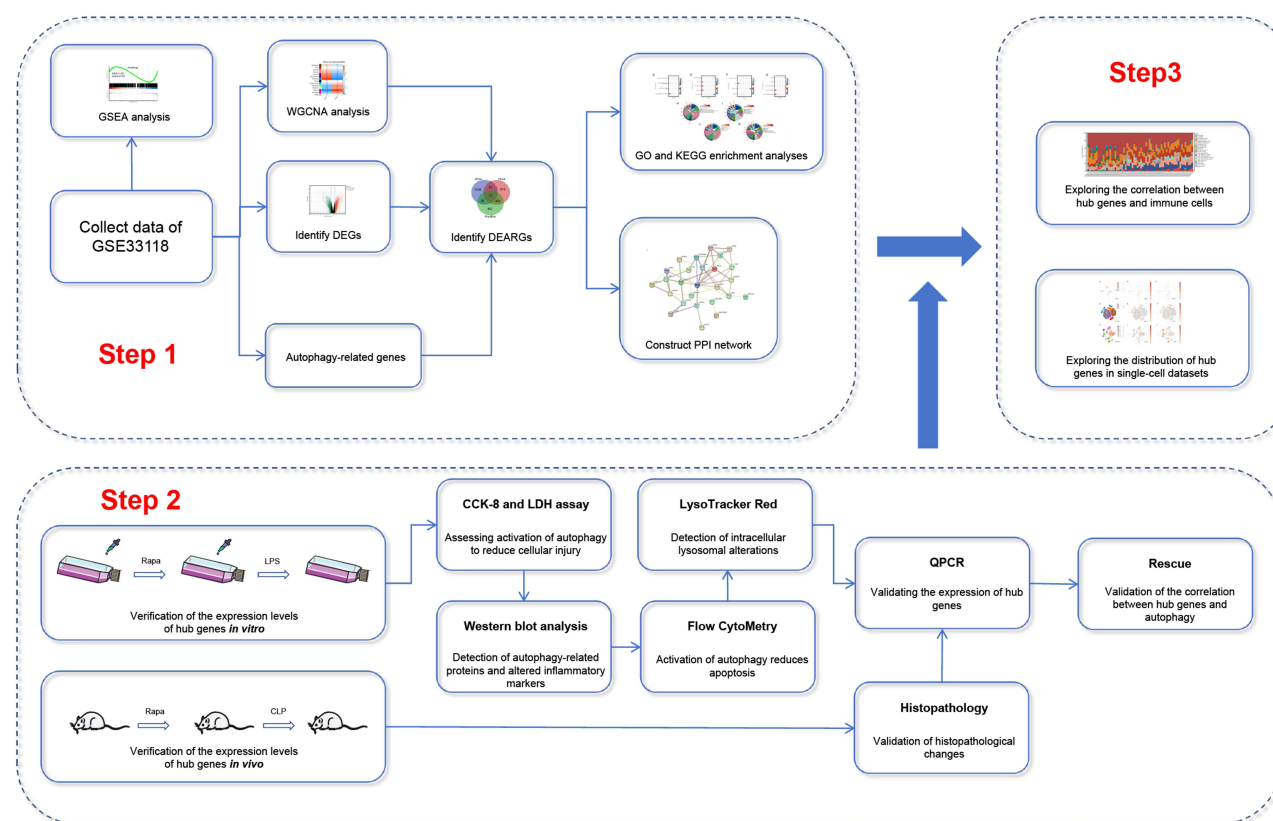 GSEA analysis
Collect data of
GSE33118
Step 1
WGCNA analysis
Identify DEGs
Autophagy-related genes
Identify DEARGs
GO and KEGG enrichment analyses
Construct PPI network
Step3
Exploring the correlation between
hub genes and immune cells
Exploring the distribution of hub
genes in single-cell datasets
Step 2
Rapa
LPS
Verification of the expression levels
of hub genes in vitro
Rapa
CLP
Verification of the expression levels
of hub genes in vivo
CCK-8 and LDH assay
Assessing activation of autophagy
to reduce cellular injury
Western blot analysis
Detection of autophagy-related
proteins and altered inflammatory
markers
LysoTracker Red
Detection of intracellular
lysosomal alterations
Flow CytoMetry
Activation of autophagy reduces
apoptosis
QPCR
Validating the expression of hub
genes
Histopathology
Validation of histopathological
changes
Rescue
Validation of the correlation
between hub genes and
autophagy